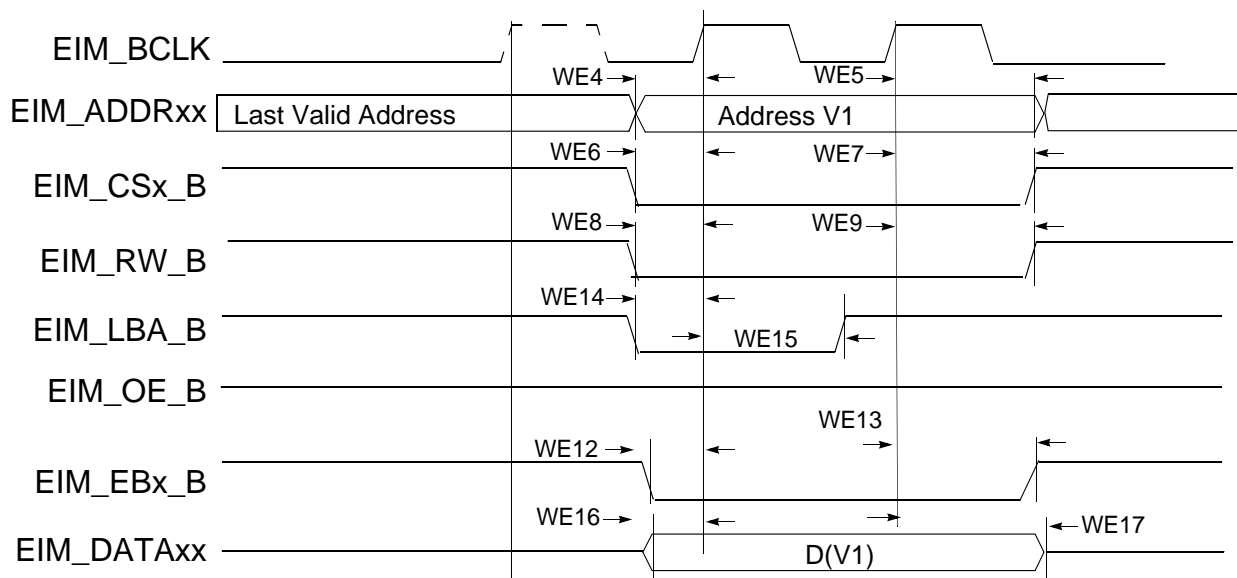 EIM_BCLK
WE4 WE5
EIM_ADDRxx Last Valid Address Address V1
WE6 WE7
EIM_CSx_B
WE8 WE9
EIM_RW_B
WE14
EIM_LBA_B WE15
EIM_OE_B
WE13
WE12
EIM_EBx_B
WE16 WE17
EIM_DATAxx D(V1)